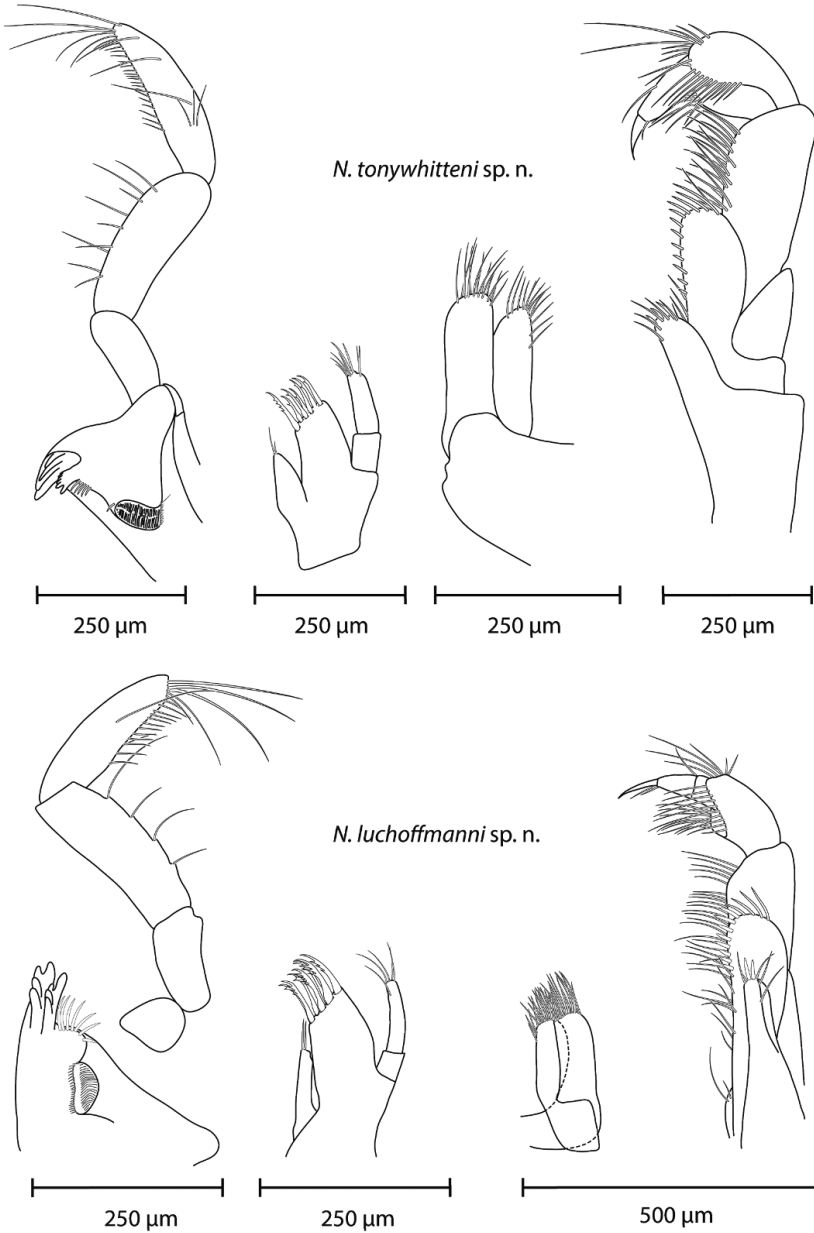 N. tonywhitteni sp. n.
250 µm 250 µm 250 µm 250 µm
N. luchoffmanni sp. n.
250 µm 250 µm 500 µm